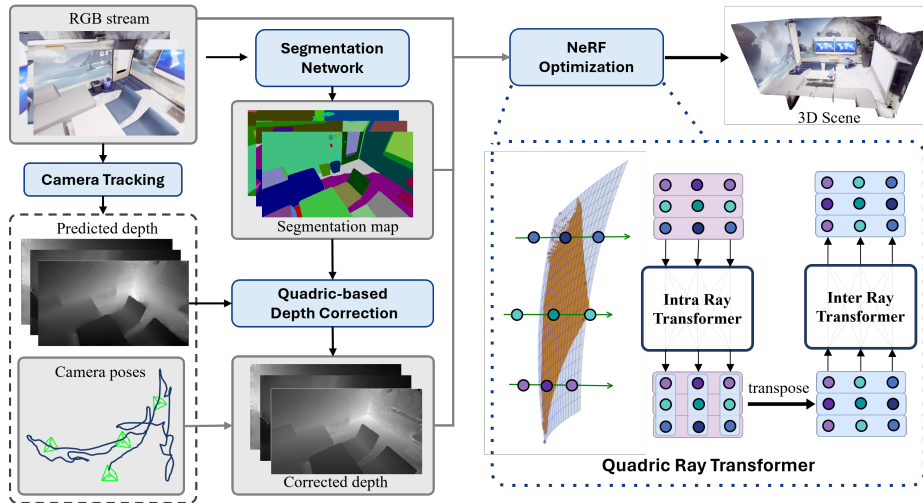 RGB stream
Segmentation
Network
NeRF
Optimization
3D Scene
Camera Tracking
Segmentation map
Predicted depth
Quadric-based
Depth Correction
Camera poses
Corrected depth
Intra Ray
Transformer
Inter Ray
Transformer
transpose
Quadric Ray Transformer